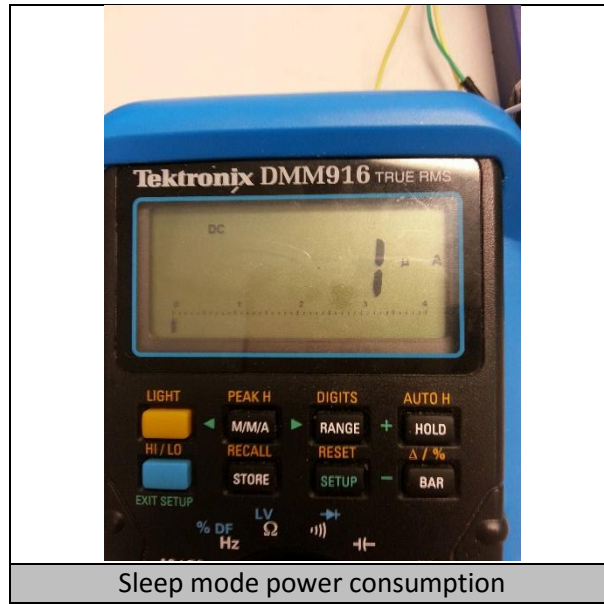 Tektronix DMM916 TRUE RMS
DC
1 µ A
0 1 2 3 4
LIGHT PEAK H DIGITS AUTO H
M/M/A RANGE + HOLD
HI / LO RECALL RESET Δ / %
STORE SETUP − BAR
EXIT SETUP
% DF LV
Hz Ω
Sleep mode power consumption